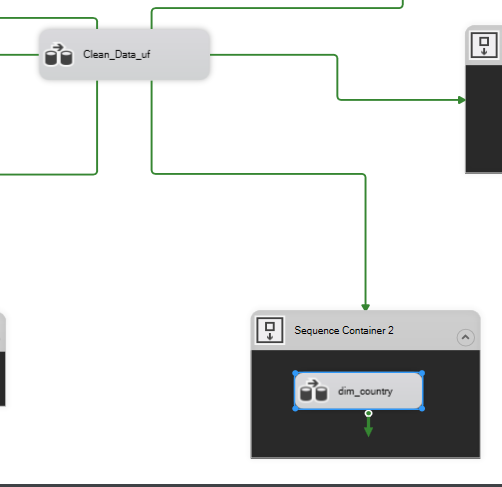 Clean_Data_uf
Sequence Container 2
dim_country